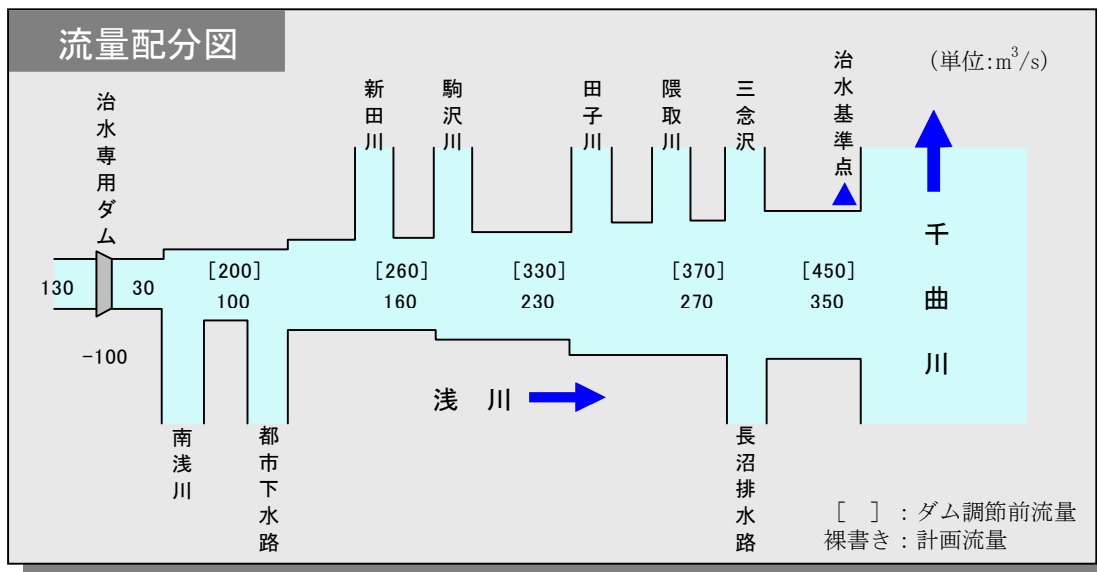 流量配分図
(単位:m³/s)
治水専用ダム
新田川
駒沢川
田子川
隈取川
三念沢
治水基準点
千曲川
[200]
[260]
[330]
[370]
[450]
130
30
100
160
230
270
350
-100
浅川
南浅川
都市下水路
長沼排水路
[ ]:ダム調節前流量
裸書き:計画流量